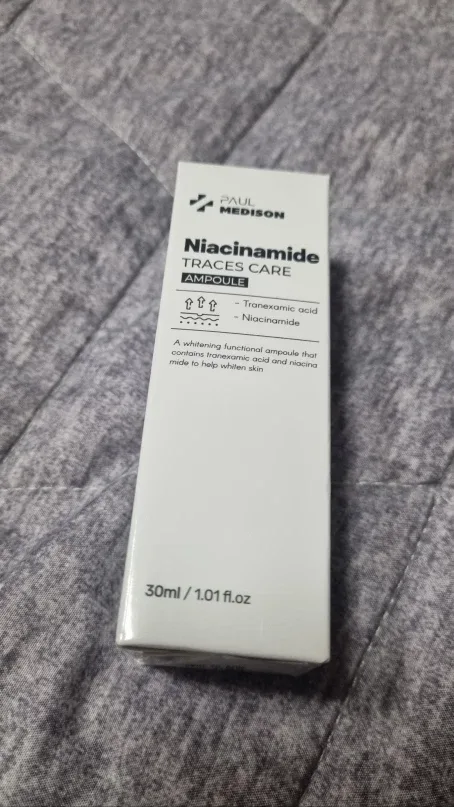 PAUL
MEDISON
Niacinamide
TRACES CARE
AMPOULE
- Tranexamic acid
- Niacinamide
A whitening functional ampoule that
contains tranexamic acid and niacina
mide to help whiten skin
30ml / 1.01 fl.oz